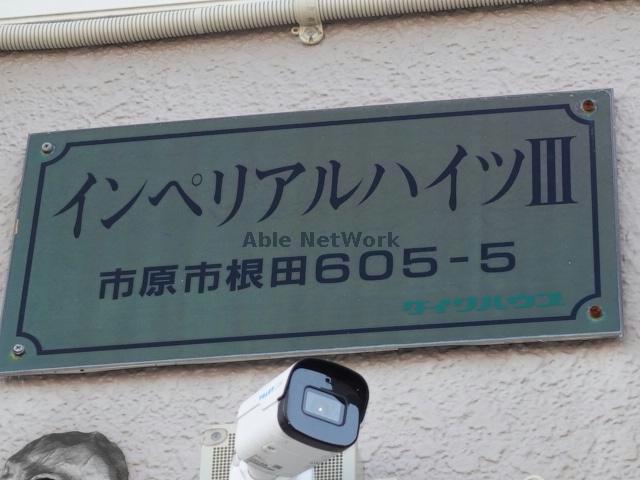 インペリアルハイツⅢ
Able NetWork
市原市根田605-5
ダイワハウス